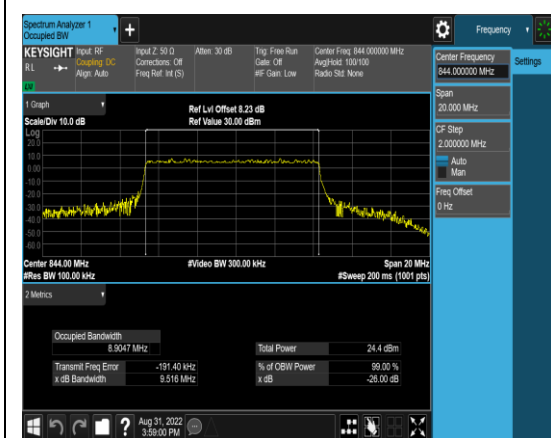 Spectrum Analyzer 1
Occupied BW
Frequency
KEYSIGHT Input: RF
RL
Coupling: DC
Align: Auto
Input Z: 50 Ω
Corrections: Off
Freq Ref: Int (S)
Atten: 30 dB
Trig: Free Run
Gate: Off
#IF Gain: Low
Center Freq: 844.000000 MHz
Avg|Hold: 100/100
Radio Std: None
Center Frequency
844.000000 MHz
Settings
Span
20.000 MHz
CF Step
2.000000 MHz
Auto
Man
Freq Offset
0 Hz
1 Graph
Scale/Div 10.0 dB
Ref Lvl Offset 8.23 dB
Ref Value 30.00 dBm
Log
20.0
10.0
0.00
-10.0
-20.0
-30.0
-40.0
-50.0
-60.0
Center 844.00 MHz
#Video BW 300.00 kHz
Span 20 MHz
#Res BW 100.00 kHz
#Sweep 200 ms (1001 pts)
2 Metrics
Occupied Bandwidth
8.9047 MHz
Total Power 24.4 dBm
Transmit Freq Error -191.40 kHz
% of OBW Power 99.00 %
x dB Bandwidth 9.516 MHz
x dB -26.00 dB
?
Aug 31, 2022
3:59:00 PM